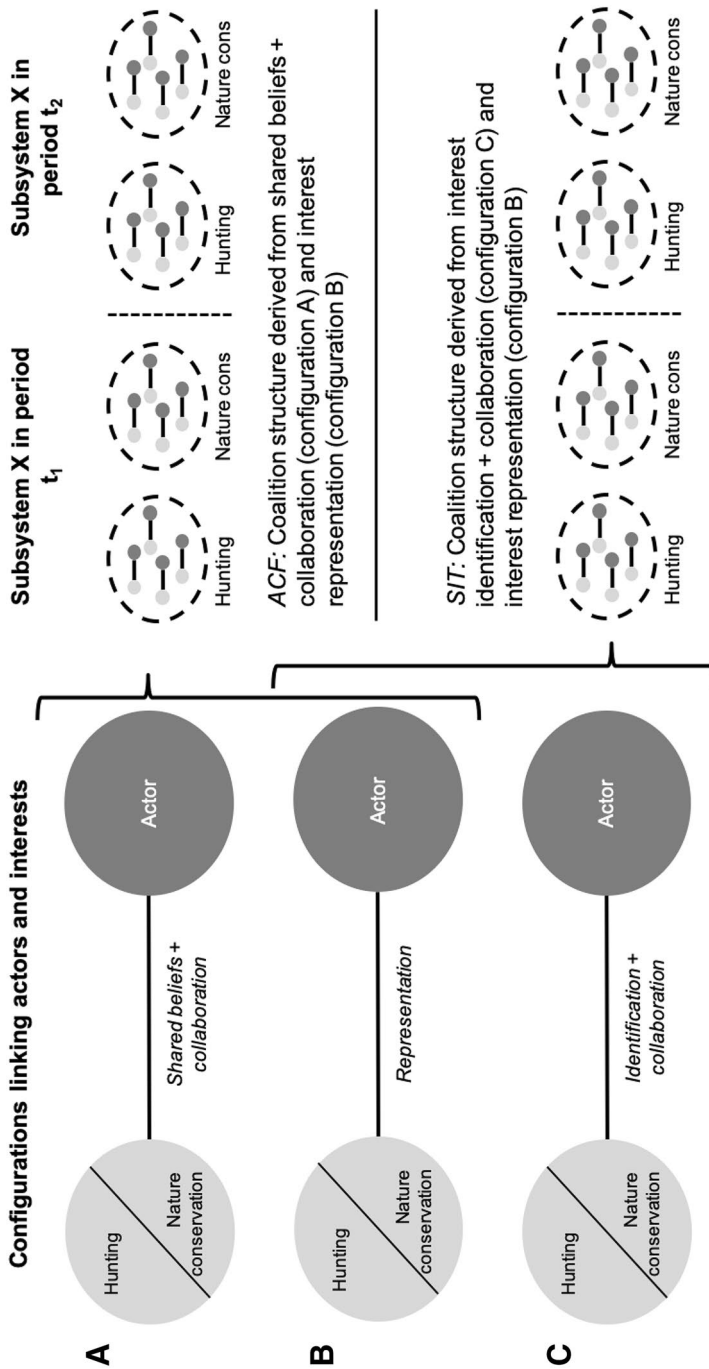 Configurations linking actors and interests
A
Hunting
Nature
conservation
Shared beliefs +
collaboration
Actor
B
Hunting
Nature
conservation
Representation
Actor
C
Hunting
Nature
conservation
Identification +
collaboration
Actor
Subsystem X in period
t1
Subsystem X in
period t2
Hunting
Nature cons
Hunting
Nature cons
ACF: Coalition structure derived from shared beliefs +
collaboration (configuration A) and interest
representation (configuration B)
SIT: Coalition structure derived from interest
identification + collaboration (configuration C) and
interest representation (configuration B)
Hunting
Nature cons
Hunting
Nature cons